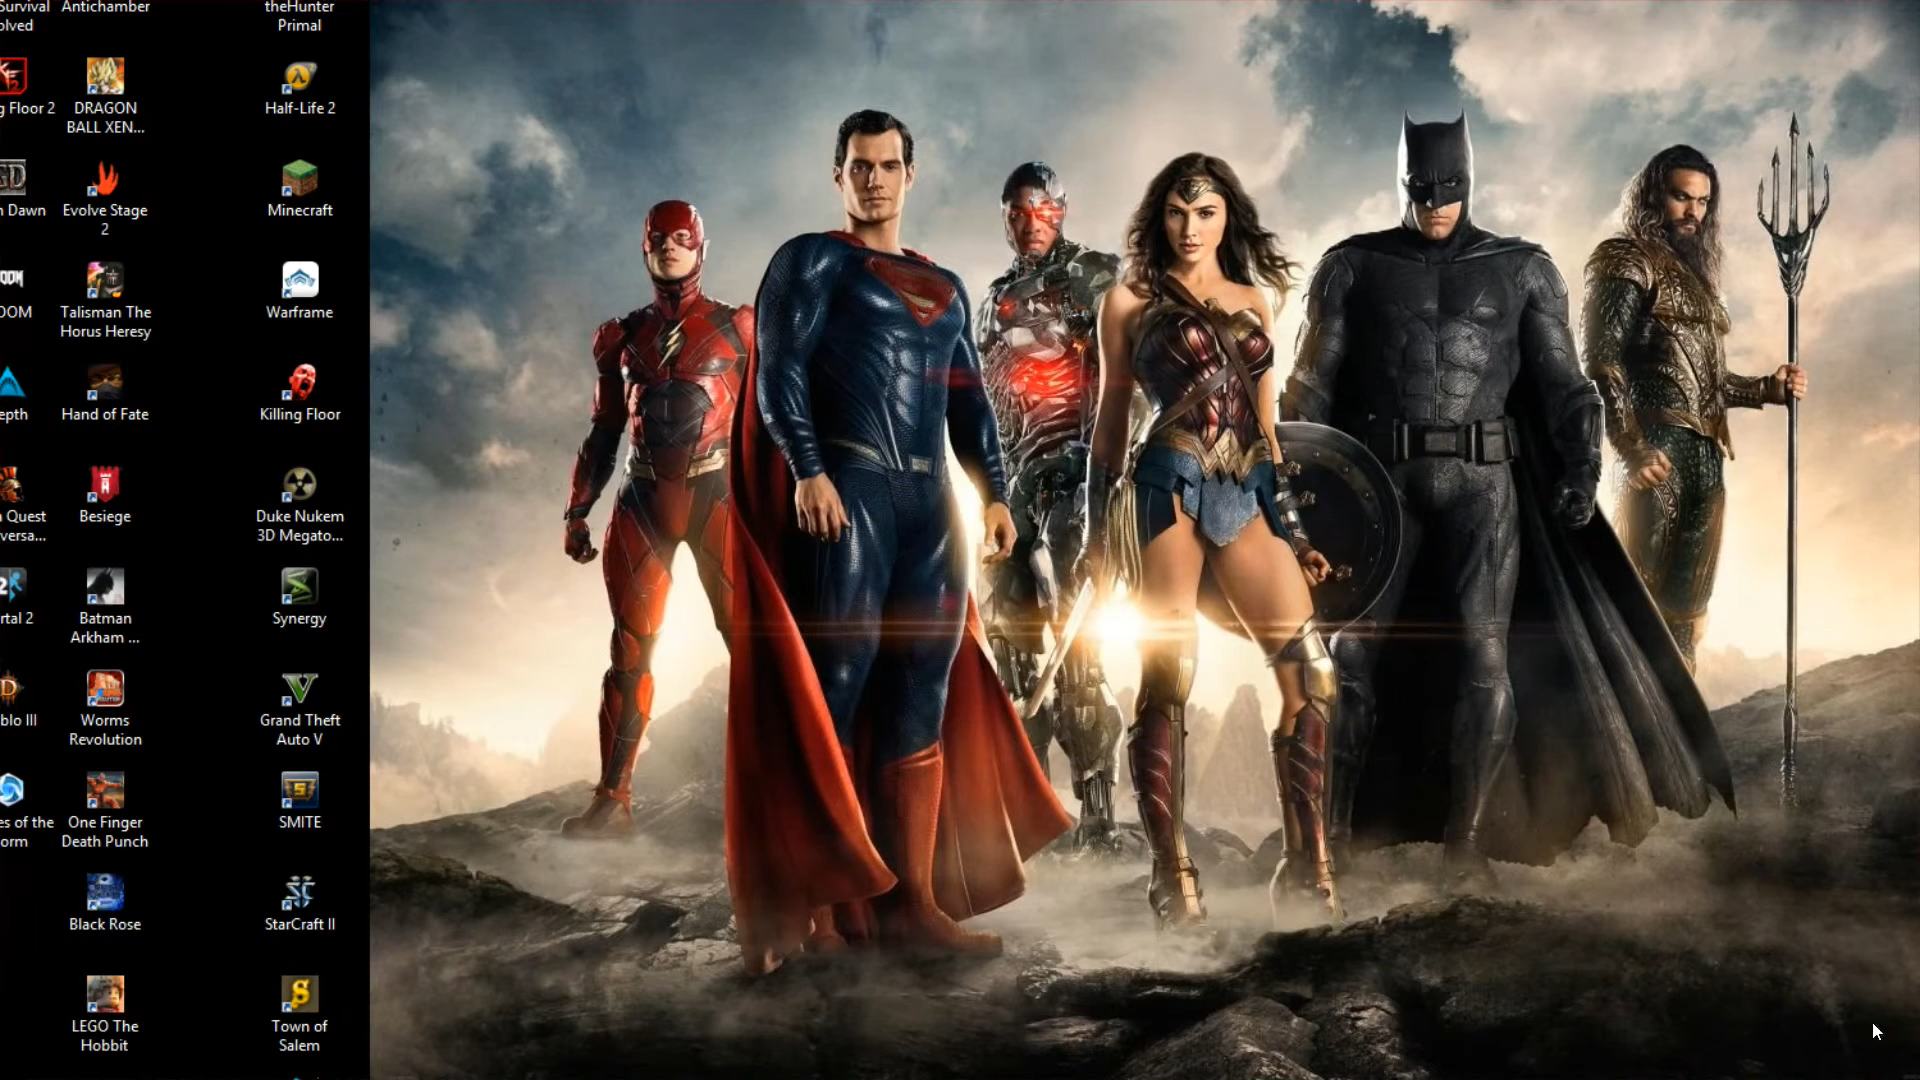 Survival
olved
Antichamber
theHunter
Primal
g Floor 2
DRAGON
BALL XEN...
Half-Life 2
n Dawn
Evolve Stage
2
Minecraft
OOM
Talisman The
Horus Heresy
Warframe
epth
Hand of Fate
Killing Floor
n Quest
versa...
Besiege
Duke Nukem
3D Megato...
rtal 2
Batman
Arkham ...
Synergy
blo III
Worms
Revolution
Grand Theft
Auto V
es of the
orm
One Finger
Death Punch
SMITE
Black Rose
StarCraft II
LEGO The
Hobbit
Town of
Salem